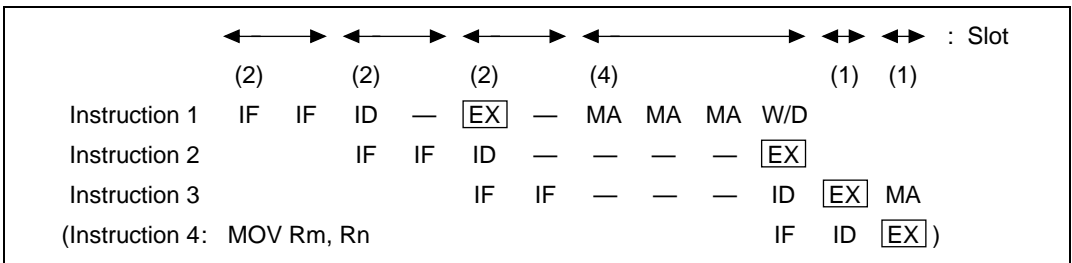 : Slot
(2) (2) (2) (4) (1) (1)
Instruction 1 IF IF ID — EX — MA MA MA W/D
Instruction 2 IF IF ID — — — — EX
Instruction 3 IF IF — — — ID EX MA
(Instruction 4: MOV Rm, Rn IF ID EX )